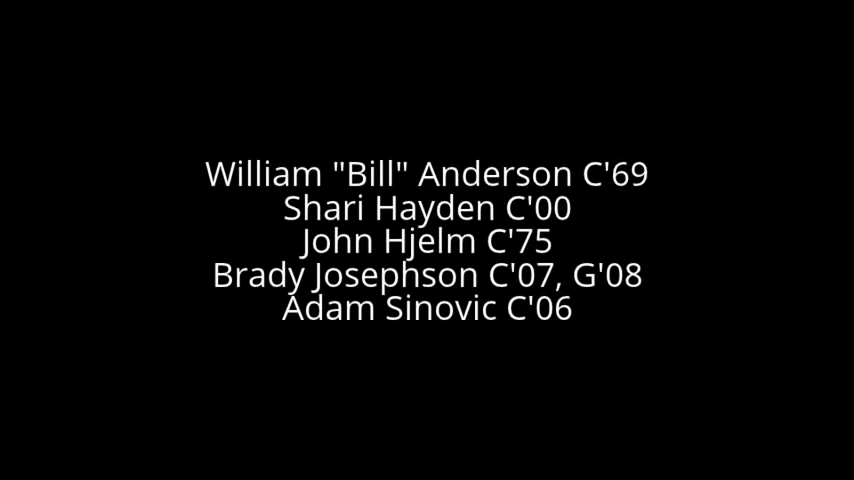 William "Bill" Anderson C'69
Shari Hayden C'00
John Hjelm C'75
Brady Josephson C'07, G'08
Adam Sinovic C'06